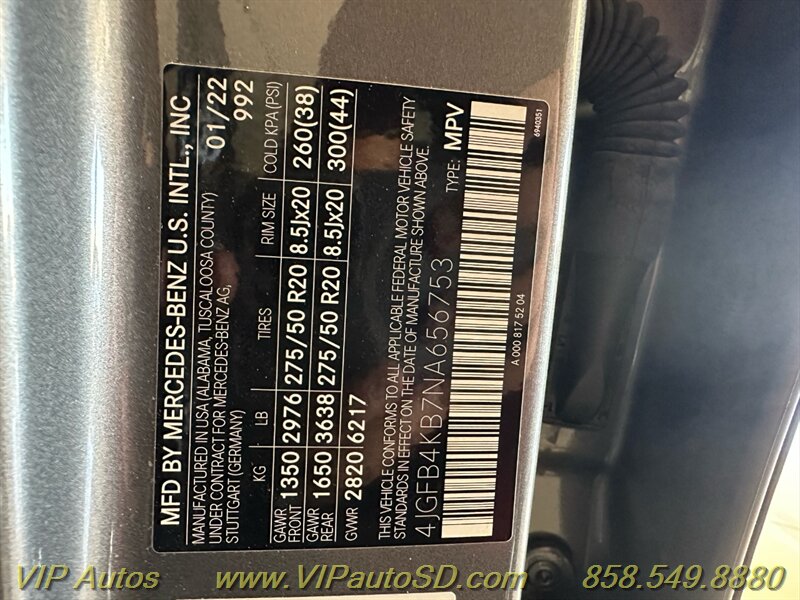 MFD BY MERCEDES-BENZ U.S. INTL., INC
MANUFACTURED IN USA (ALABAMA, TUSCALOOSA COUNTY) 01/22
UNDER CONTRACT FOR MERCEDES-BENZ AG, 992
STUTTGART (GERMANY)
KG LB TIRES RIM SIZE COLD KPA (PSI)
GAWR FRONT 1350 2976 275/50 R20 8.5Jx20 260(38)
GAWR REAR 1650 3638 275/50 R20 8.5Jx20 300(44)
GVWR 2820 6217
THIS VEHICLE CONFORMS TO ALL APPLICABLE FEDERAL MOTOR VEHICLE SAFETY
STANDARDS IN EFFECT ON THE DATE OF MANUFACTURE SHOWN ABOVE.
4JGFB4KB7NA656753 TYPE: MPV
A 000 817 52 04 6940351
VIP Autos www.VIPautoSD.com 858.549.8880